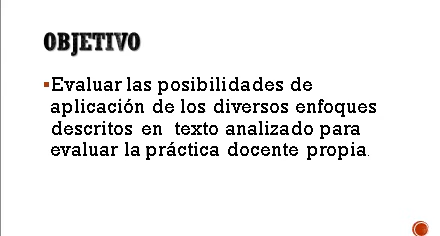 OBJETIVO
▪Evaluar las posibilidades de
aplicación de los diversos enfoques
descritos en texto analizado para
evaluar la práctica docente propia.